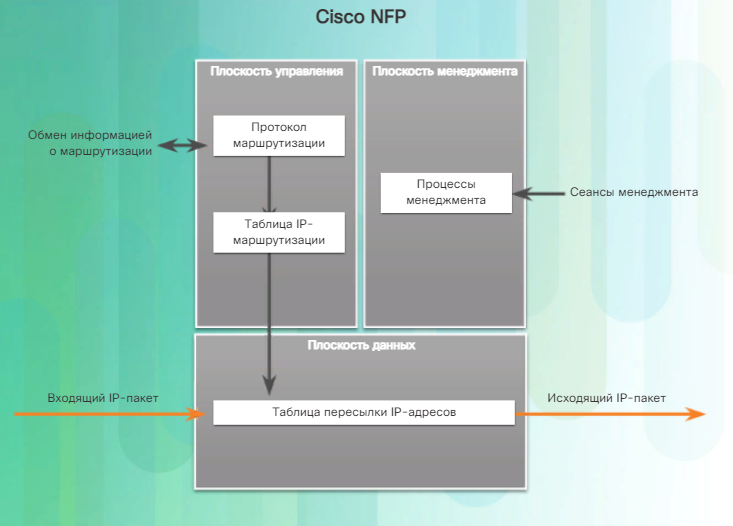 Cisco NFP
Плоскость управления
Плоскость менеджмента
Обмен информацией
о маршрутизации
Протокол
маршрутизации
Процессы
менеджмента
Сеансы менеджмента
Таблица IP-
маршрутизации
Плоскость данных
Входящий IP-пакет
Таблица пересылки IP-адресов
Исходящий IP-пакет